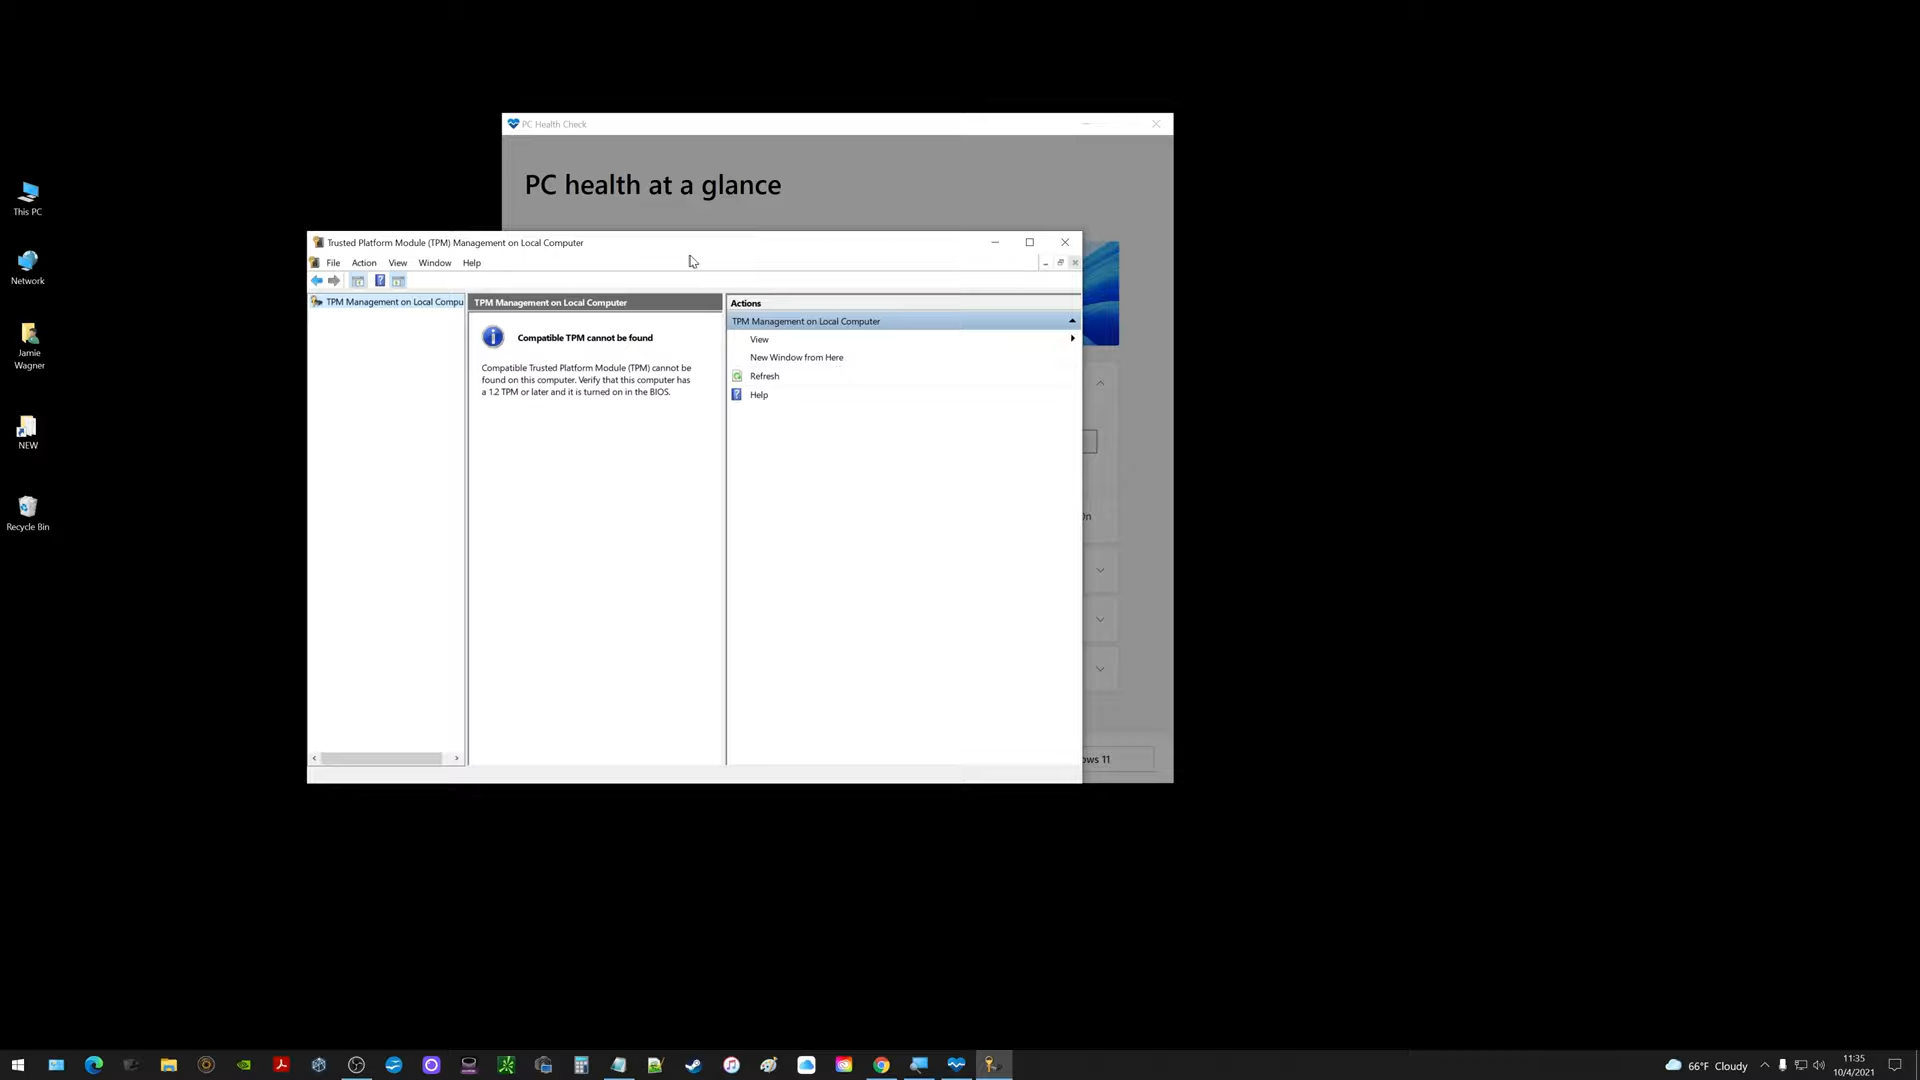 PC Health Check
PC health at a glance
This PC
Network
Jamie
Wagner
NEW
Recycle Bin
Trusted Platform Module (TPM) Management on Local Computer
File Action View Window Help
TPM Management on Local Compu
TPM Management on Local Computer
Compatible TPM cannot be found
Compatible Trusted Platform Module (TPM) cannot be
found on this computer. Verify that this computer has
a 1.2 TPM or later and it is turned on in the BIOS.
Actions
TPM Management on Local Computer
View
New Window from Here
Refresh
Help
ows 11
66°F Cloudy
11:35
10/4/2021